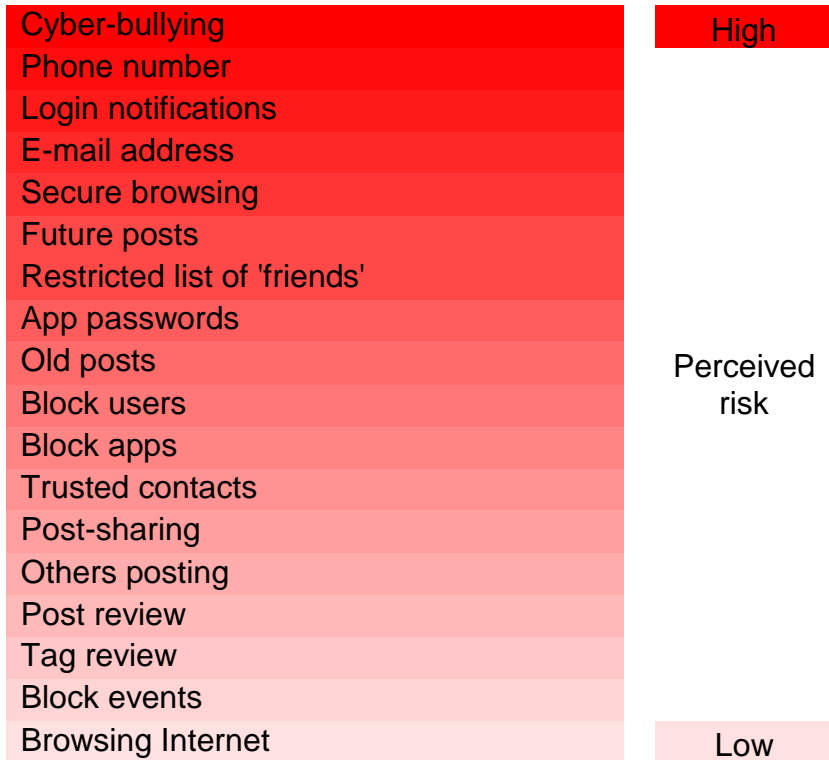 Cyber-bullying
Phone number
Login notifications
E-mail address
Secure browsing
Future posts
Restricted list of 'friends'
App passwords
Old posts
Block users
Block apps
Trusted contacts
Post-sharing
Others posting
Post review
Tag review
Block events
Browsing Internet
High
Perceived
risk
Low